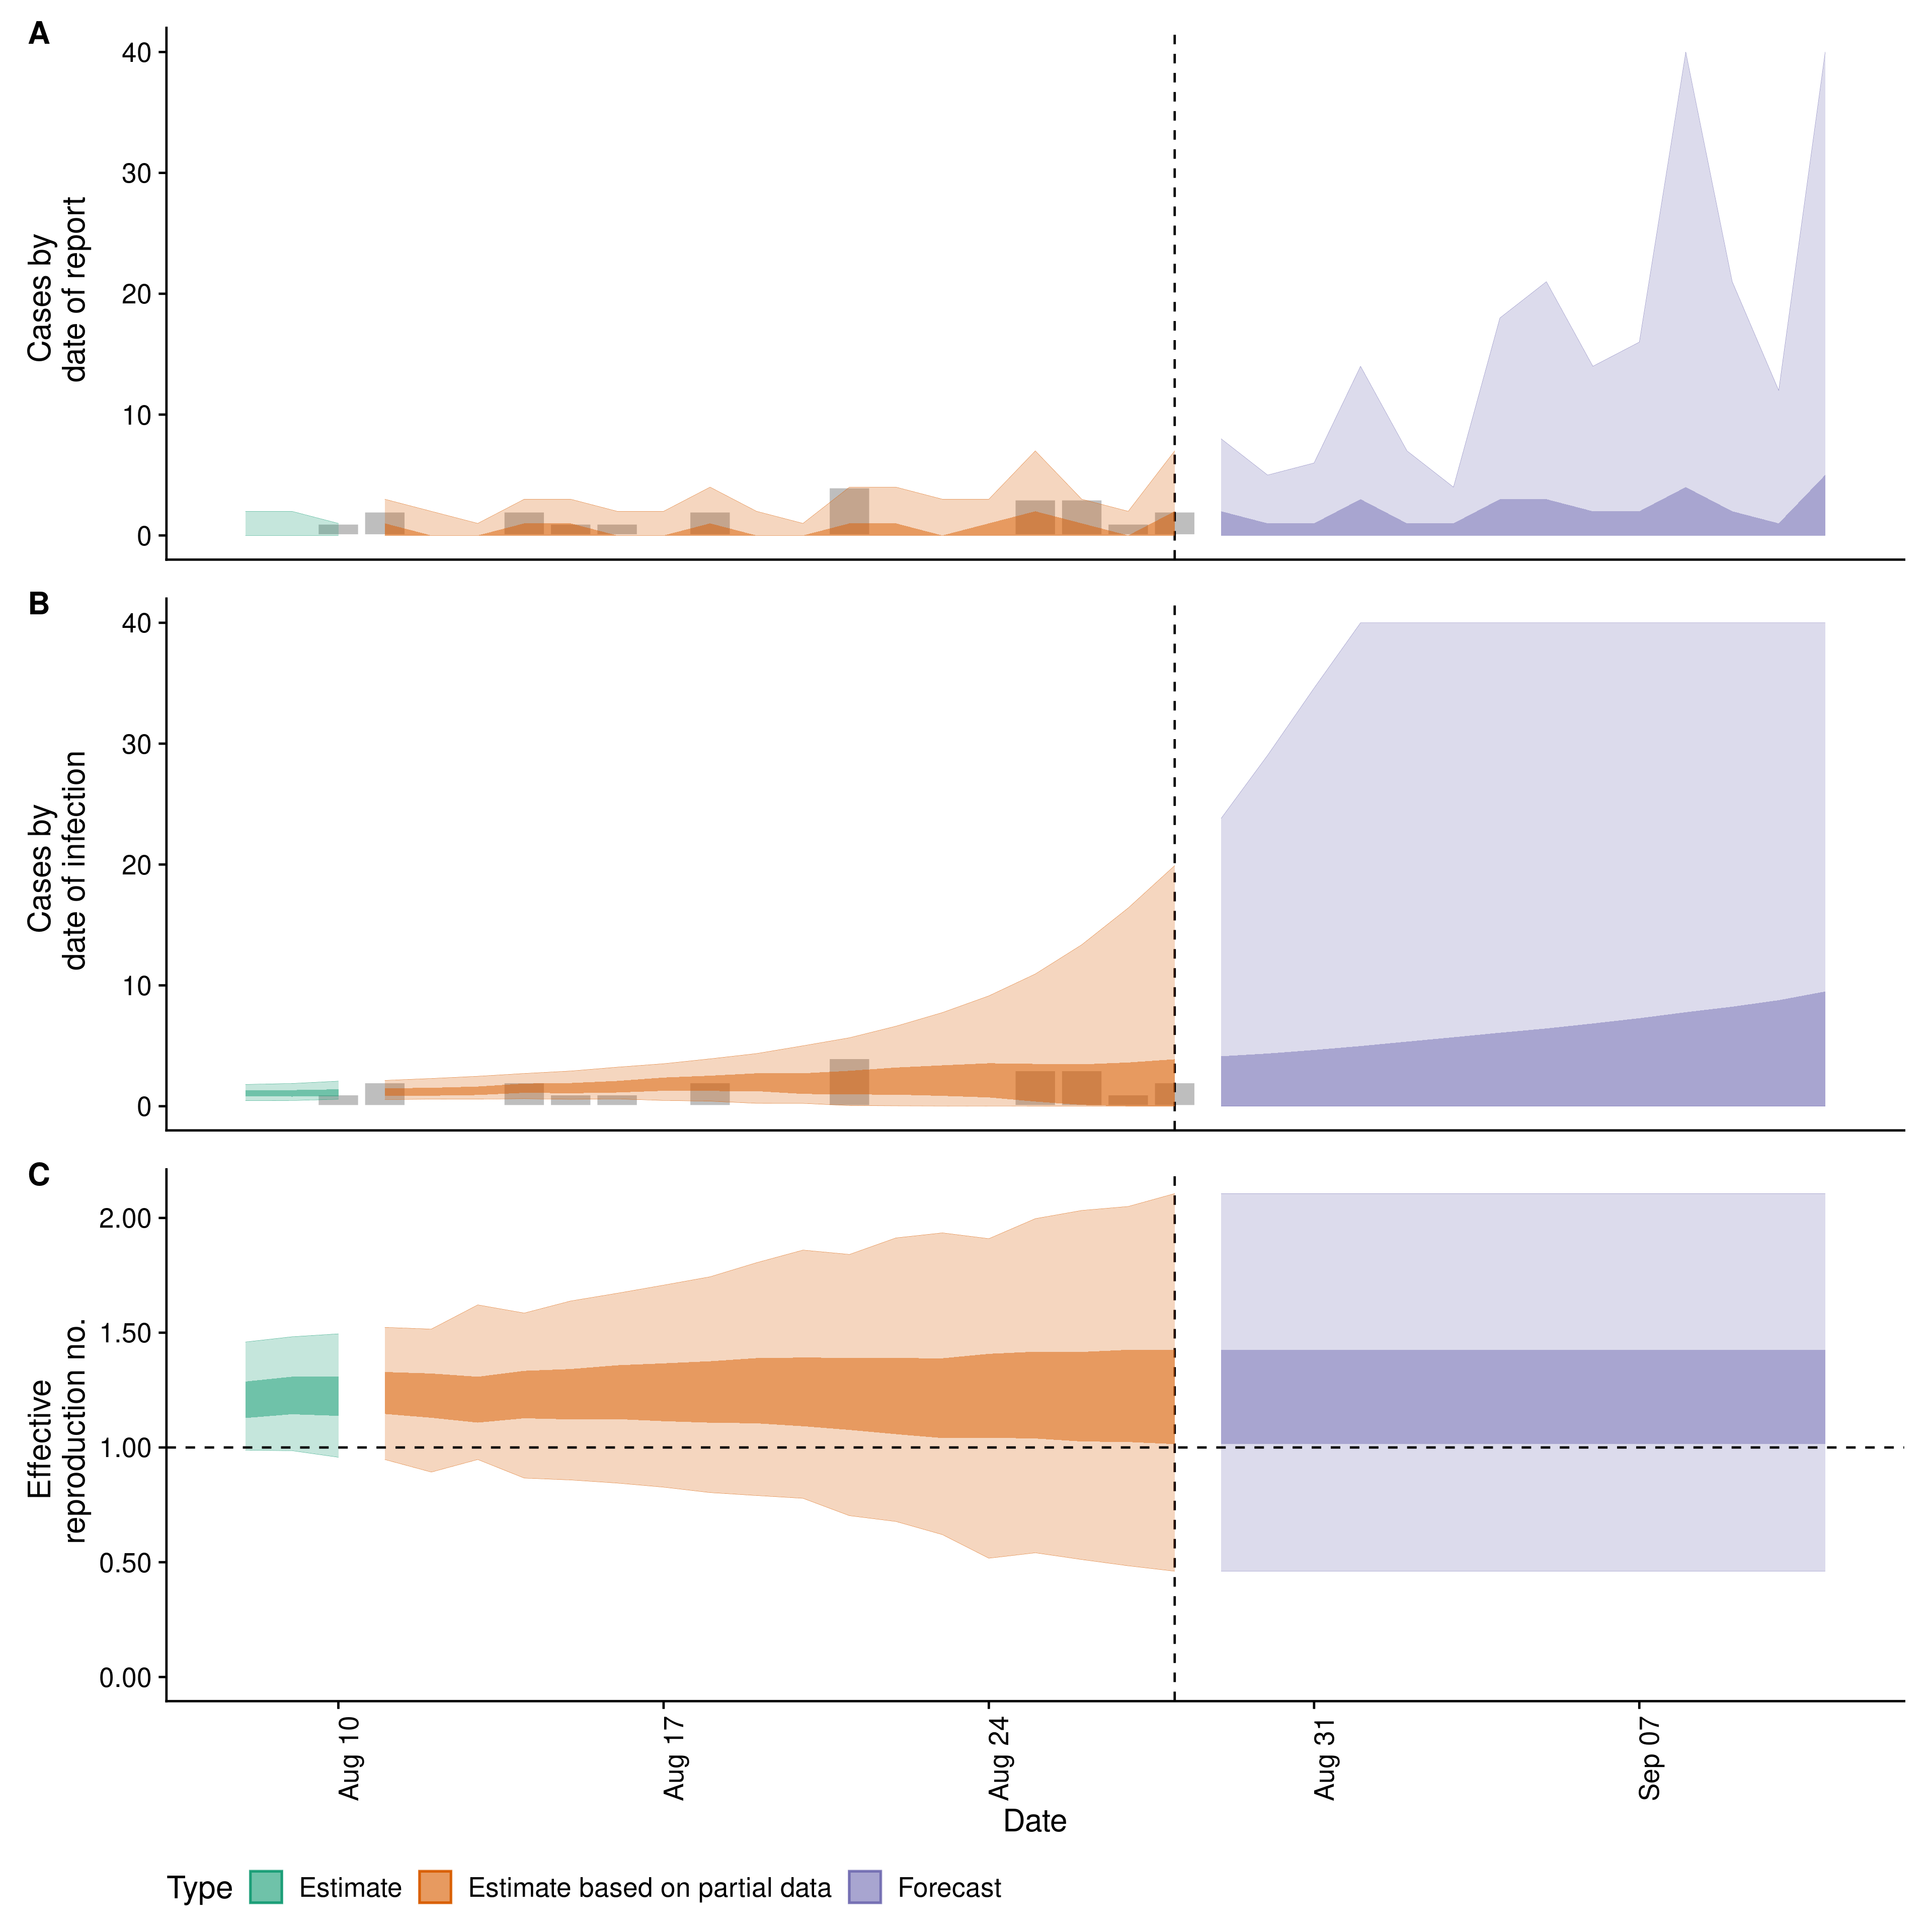 A
40
30
20
10
0
Cases by
date of report
B
40
30
20
10
0
Cases by
date of infection
C
2.00
1.50
1.00
0.50
0.00
Effective
reproduction no.
Aug 10
Aug 17
Aug 24
Aug 31
Sep 07
Date
Type Estimate Estimate based on partial data Forecast